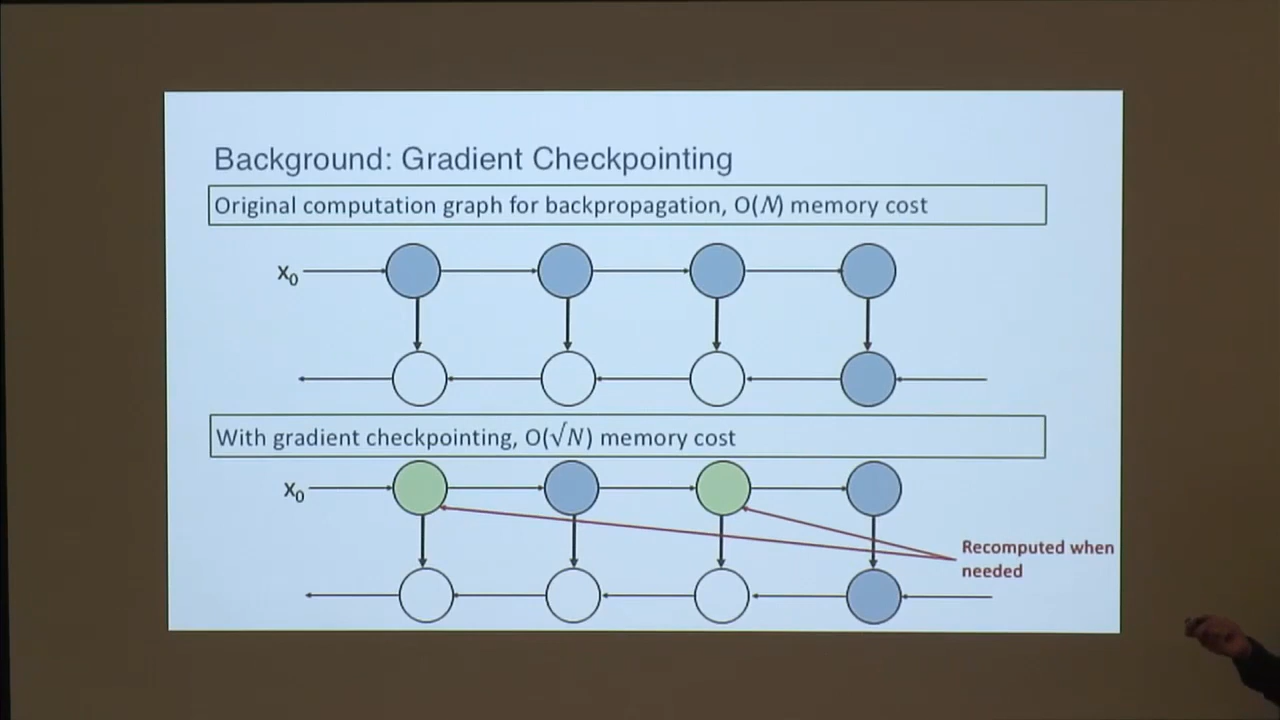 Background: Gradient Checkpointing
Original computation graph for backpropagation, O(N) memory cost
X₀
With gradient checkpointing, O(√N) memory cost
X₀
Recomputed when
needed